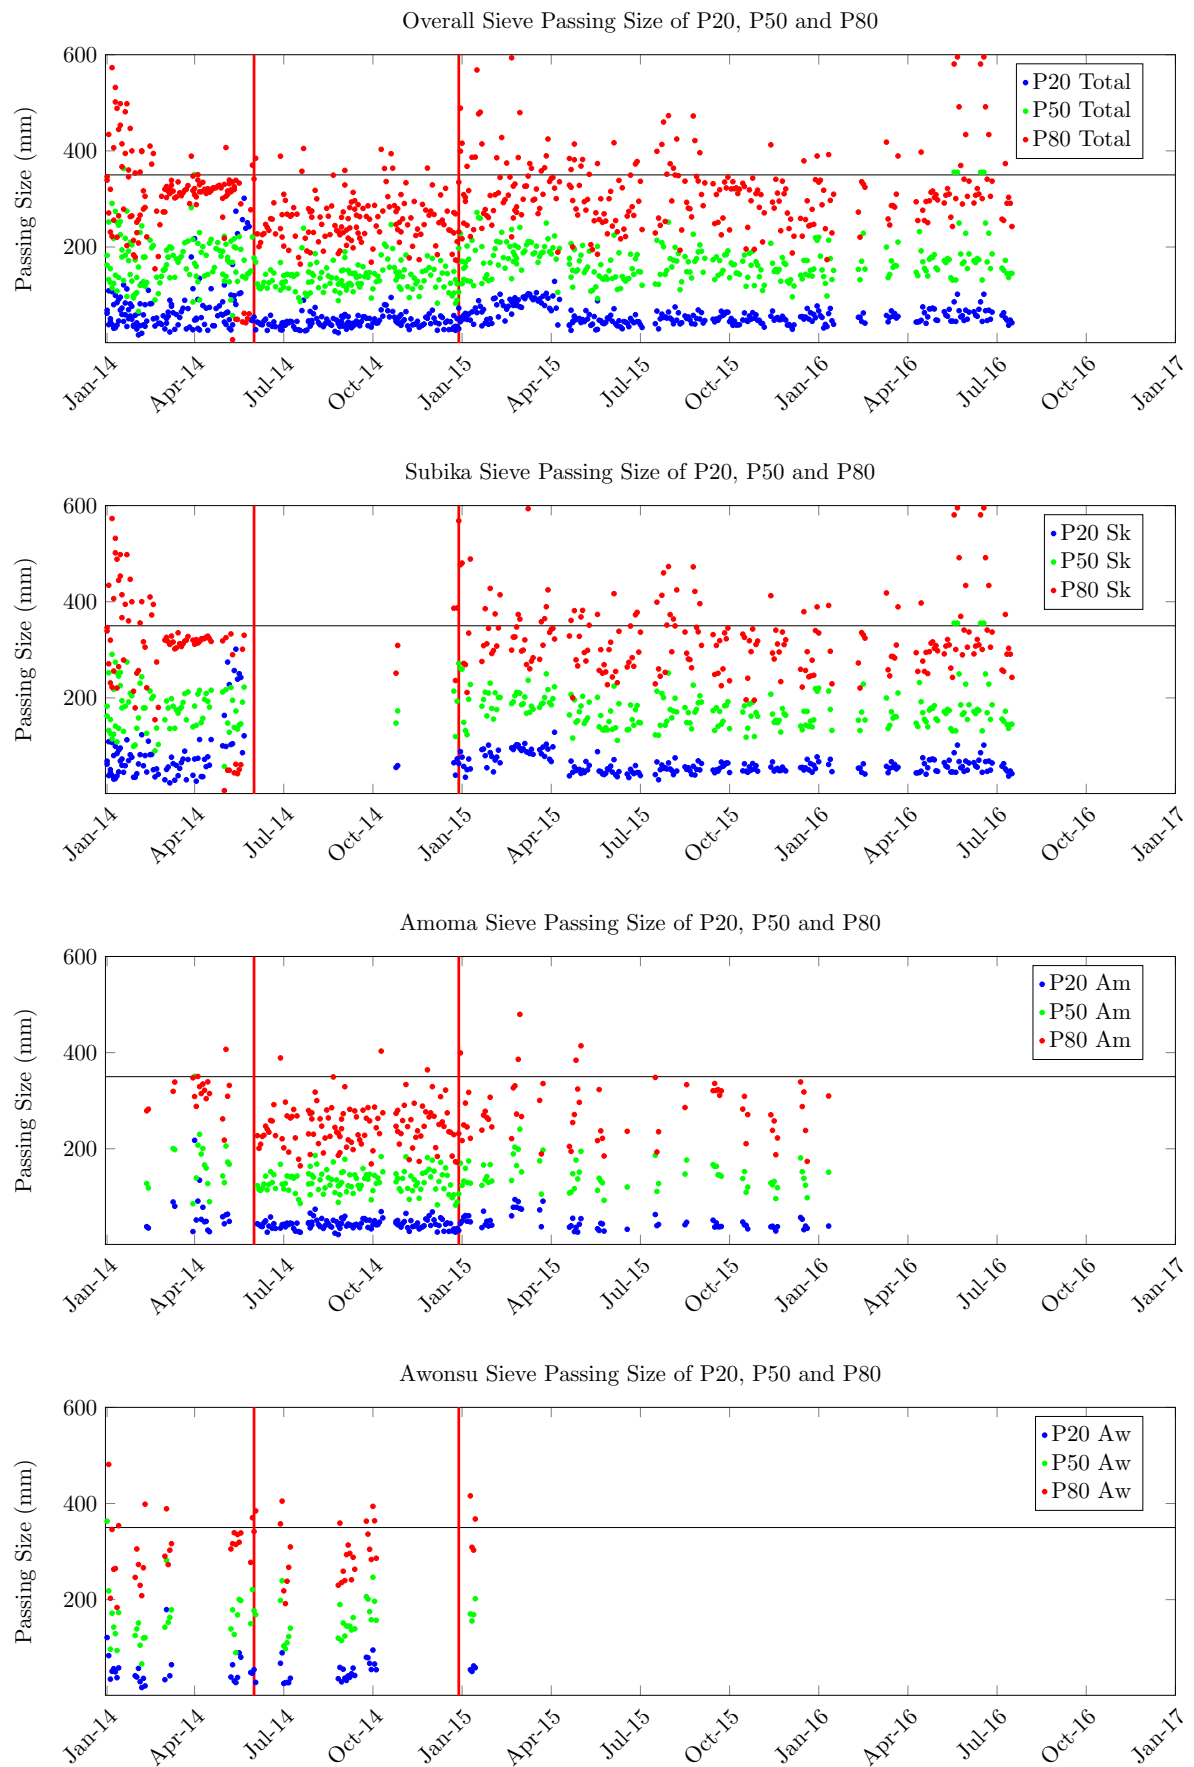 Overall Sieve Passing Size of P20, P50 and P80
Passing Size (mm)
600
400
200
P20 Total
P50 Total
P80 Total
Jan-14
Apr-14
Jul-14
Oct-14
Jan-15
Apr-15
Jul-15
Oct-15
Jan-16
Apr-16
Jul-16
Oct-16
Jan-17
Subika Sieve Passing Size of P20, P50 and P80
Passing Size (mm)
600
400
200
P20 Sk
P50 Sk
P80 Sk
Jan-14
Apr-14
Jul-14
Oct-14
Jan-15
Apr-15
Jul-15
Oct-15
Jan-16
Apr-16
Jul-16
Oct-16
Jan-17
Amoma Sieve Passing Size of P20, P50 and P80
Passing Size (mm)
600
400
200
P20 Am
P50 Am
P80 Am
Jan-14
Apr-14
Jul-14
Oct-14
Jan-15
Apr-15
Jul-15
Oct-15
Jan-16
Apr-16
Jul-16
Oct-16
Jan-17
Awonsu Sieve Passing Size of P20, P50 and P80
Passing Size (mm)
600
400
200
P20 Aw
P50 Aw
P80 Aw
Jan-14
Apr-14
Jul-14
Oct-14
Jan-15
Apr-15
Jul-15
Oct-15
Jan-16
Apr-16
Jul-16
Oct-16
Jan-17